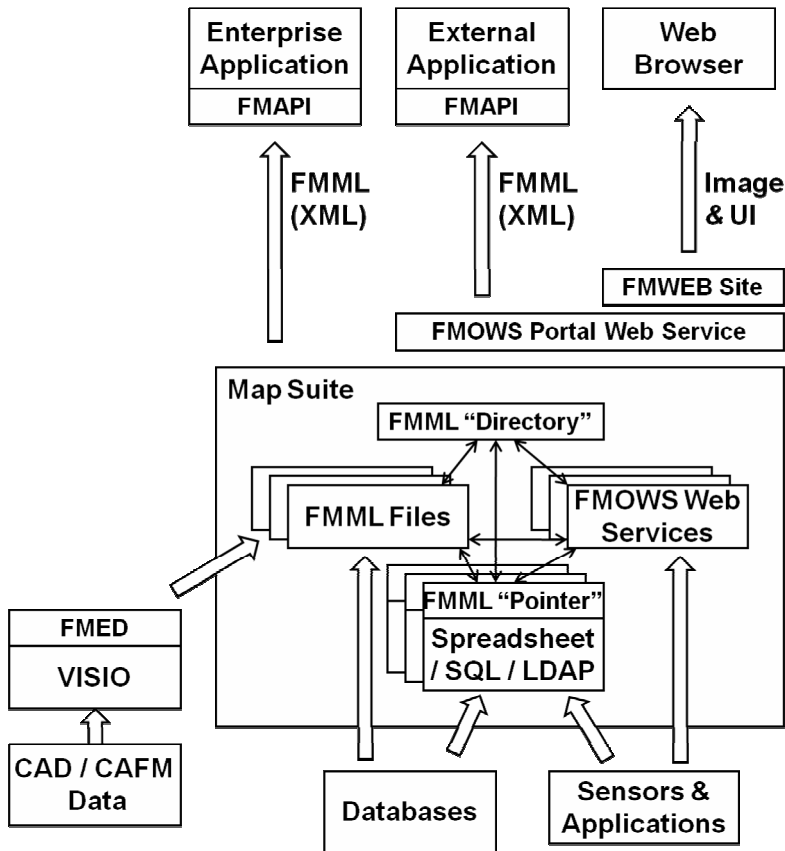 Enterprise
Application
FMAPI
External
Application
FMAPI
Web
Browser
FMML
(XML)
FMML
(XML)
Image
& UI
FMWEB Site
FMOWS Portal Web Service
Map Suite
FMML “Directory”
FMML Files
FMOWS Web
Services
FMML “Pointer”
Spreadsheet
/ SQL / LDAP
FMED
VISIO
CAD / CAFM
Data
Databases
Sensors &
Applications